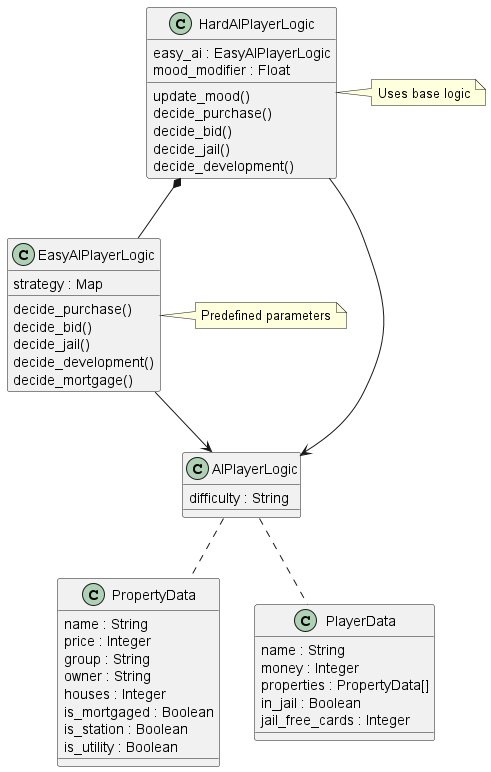 C HardAIPlayerLogic
easy_ai : EasyAIPlayerLogic
mood_modifier : Float
update_mood()
decide_purchase()
decide_bid()
decide_jail()
decide_development()
Uses base logic
C EasyAIPlayerLogic
strategy : Map
decide_purchase()
decide_bid()
decide_jail()
decide_development()
decide_mortgage()
Predefined parameters
C AIPlayerLogic
difficulty : String
C PropertyData
name : String
price : Integer
group : String
owner : String
houses : Integer
is_mortgaged : Boolean
is_station : Boolean
is_utility : Boolean
C PlayerData
name : String
money : Integer
properties : PropertyData[]
in_jail : Boolean
jail_free_cards : Integer